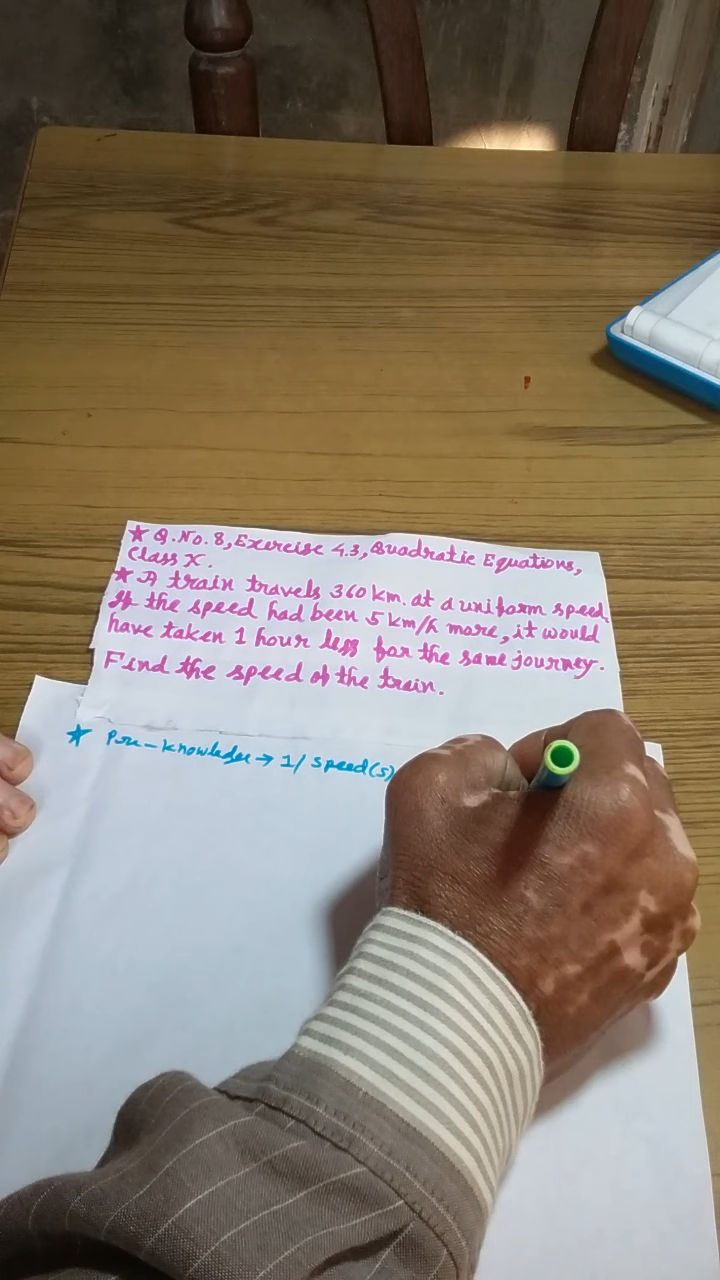 ★ Q.No. 8, Exercise 4.3, Quadratic Equations,
Class X.
★ A train travels 360 km. at a uniform speed.
If the speed had been 5 km/h more, it would
have taken 1 hour less for the same journey.
Find the speed of the train.
★ Pre-knowledge → 1/ speed(s)